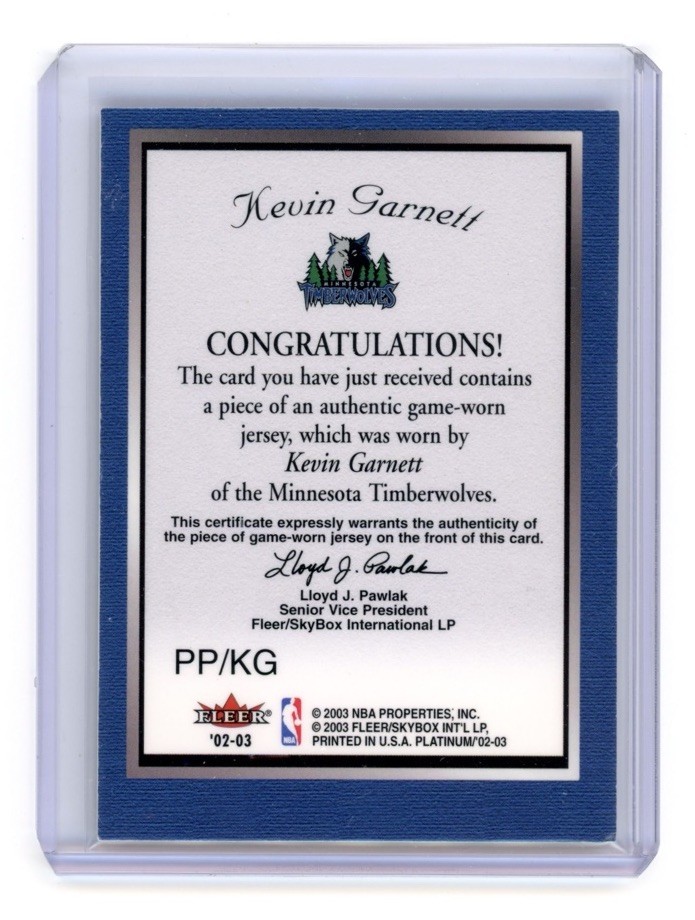 Kevin Garnett
MINNESOTA
TIMBERWOLVES
CONGRATULATIONS!
The card you have just received contains
a piece of an authentic game-worn
jersey, which was worn by
Kevin Garnett
of the Minnesota Timberwolves.
This certificate expressly warrants the authenticity of
the piece of game-worn jersey on the front of this card.
Lloyd J. Pawlak
Lloyd J. Pawlak
Senior Vice President
Fleer/SkyBox International LP
PP/KG
FLEER®
'02-03
NBA
© 2003 NBA PROPERTIES, INC.
© 2003 FLEER/SKYBOX INT'L LP,
PRINTED IN U.S.A. PLATINUM/'02-03